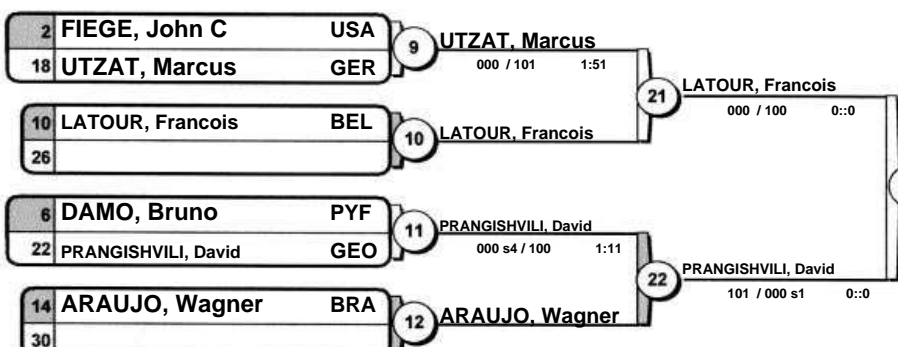 2 FIEGE, John C USA
18 UTZAT, Marcus GER
9
UTZAT, Marcus
000 / 101 1:51
10 LATOUR, Francois BEL
26
10
LATOUR, Francois
21
LATOUR, Francois
000 / 100 0::0
6 DAMO, Bruno PYF
22 PRANGISHVILI, David GEO
11
PRANGISHVILI, David
000 s4 / 100 1:11
14 ARAUJO, Wagner BRA
30
12
ARAUJO, Wagner
22
PRANGISHVILI, David
101 / 000 s1 0::0